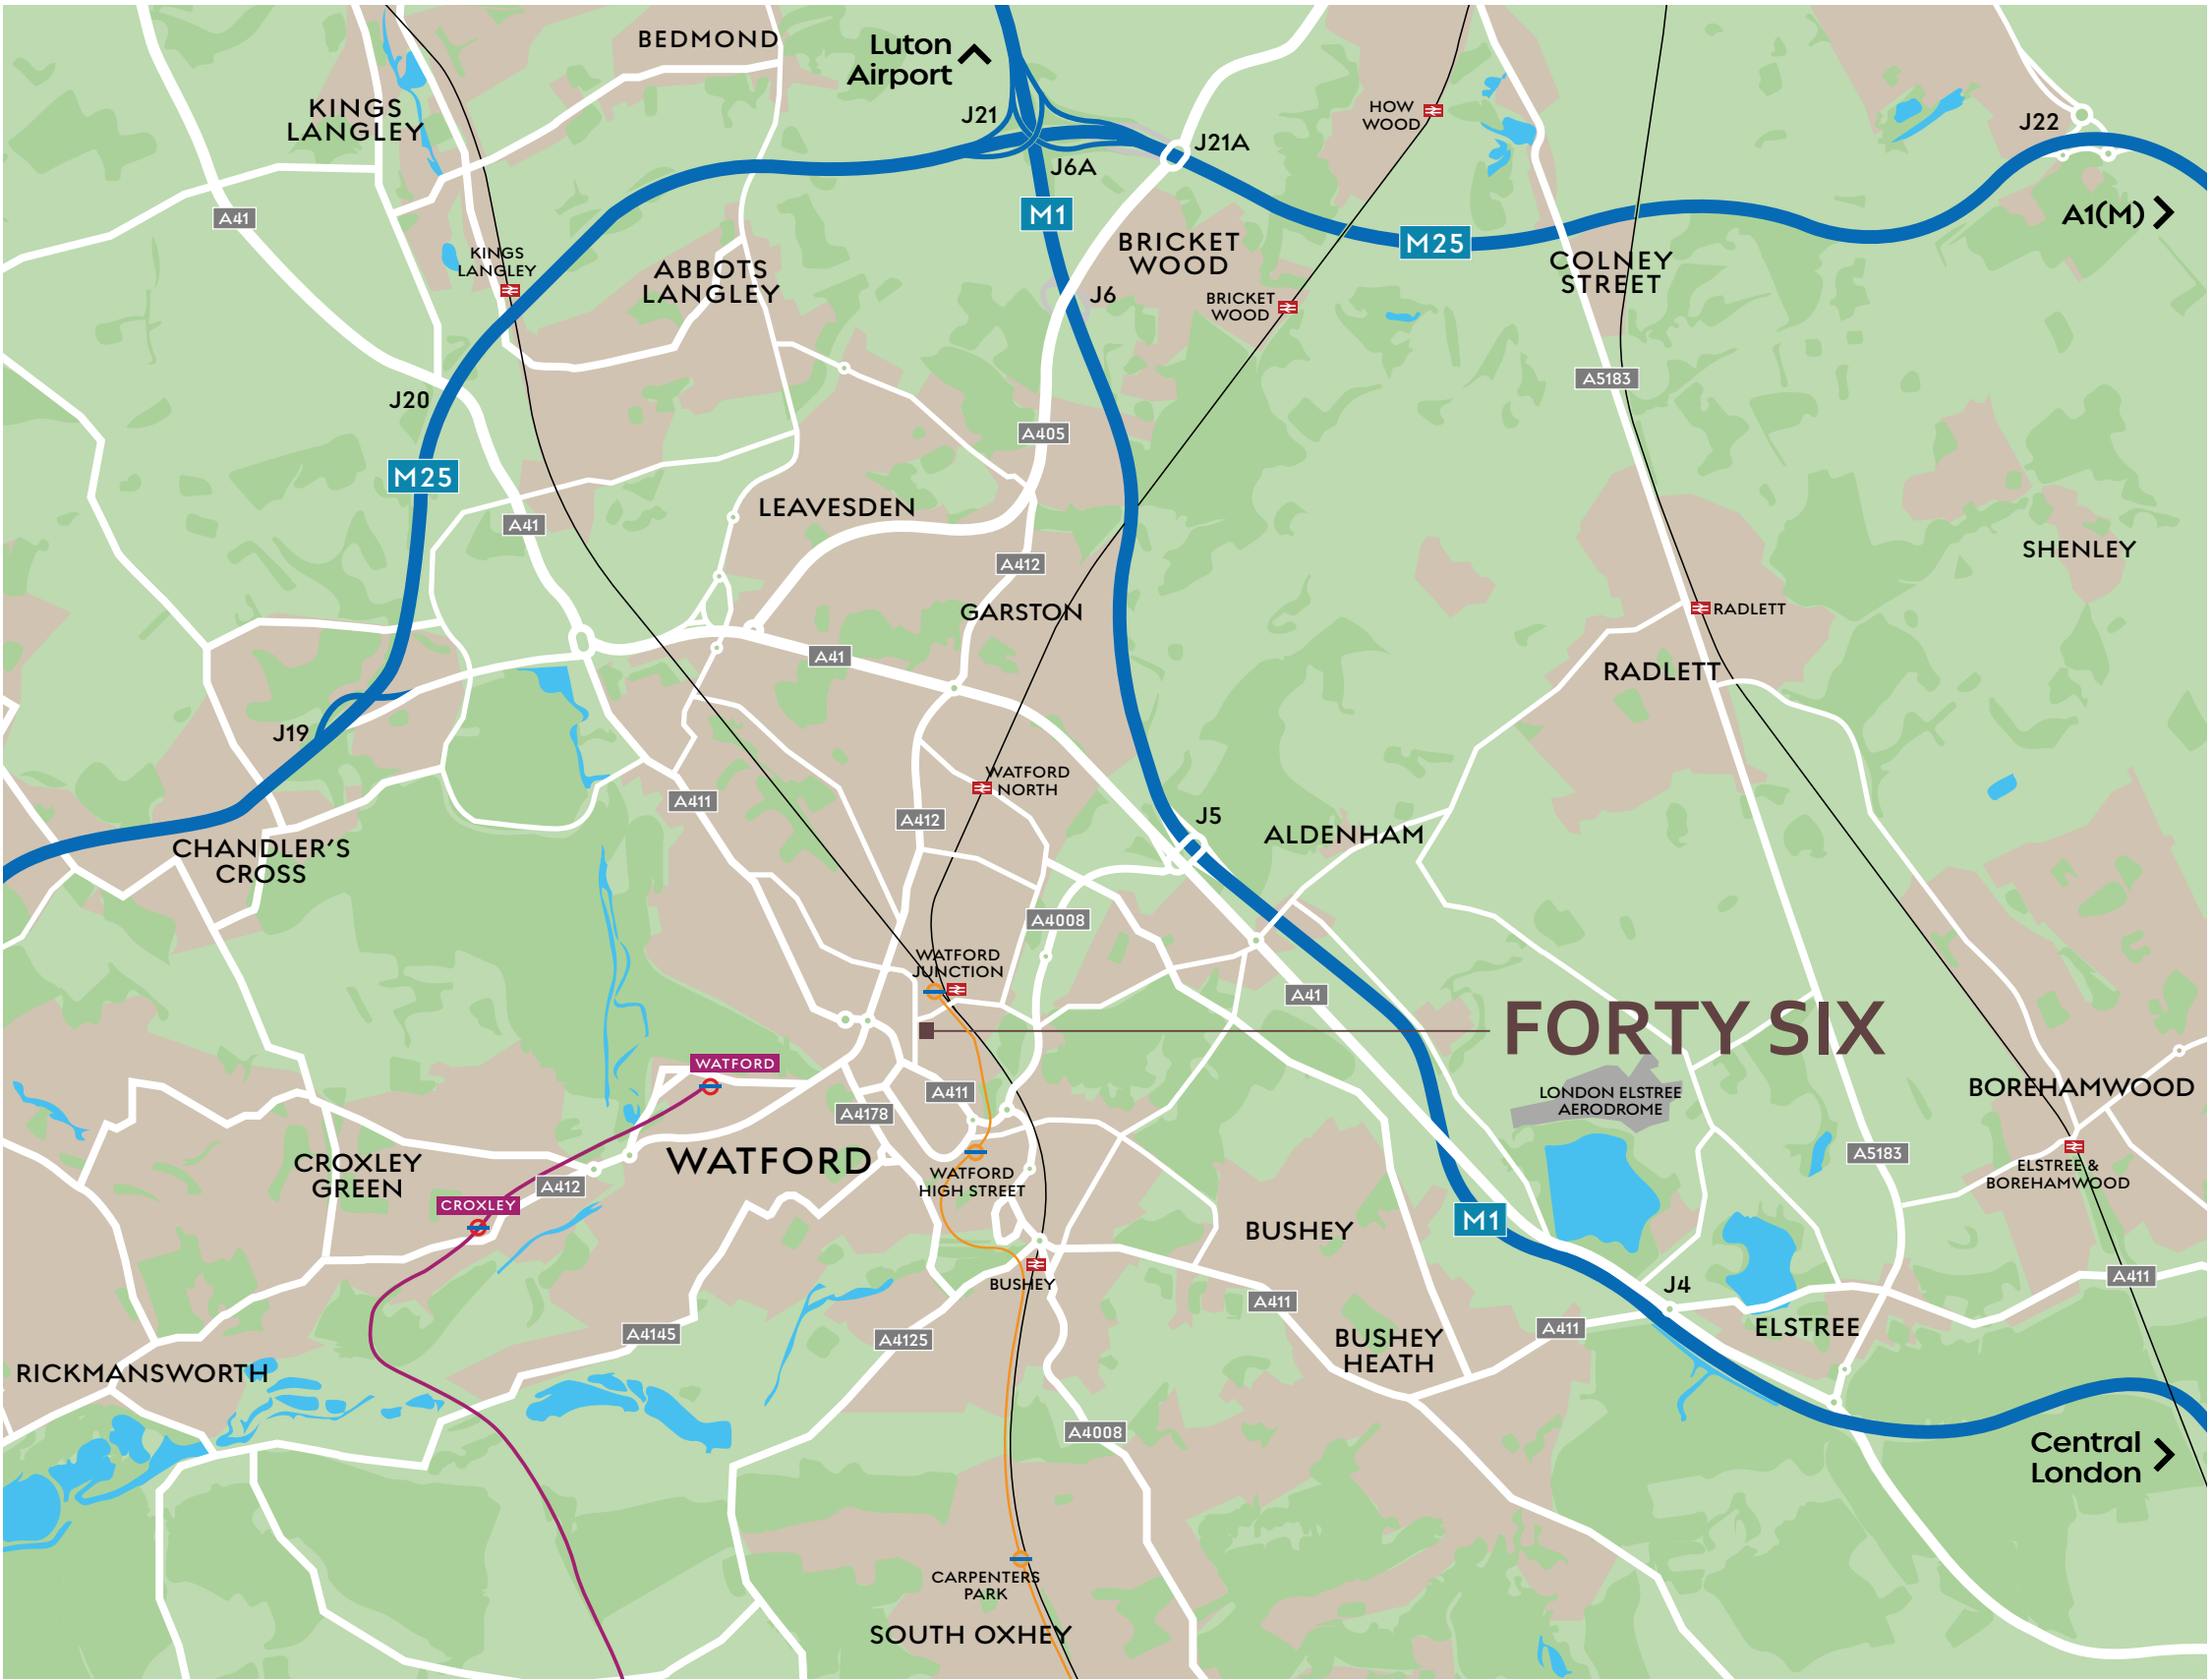 BEDMOND
Luton
Airport
KINGS
LANGLEY
J21
HOW
WOOD
J22
J21A
J6A
A41
M1
A1(M)
M25
BRICKET
WOOD
KINGS
LANGLEY
ABBOTS
LANGLEY
COLNEY
STREET
J6
BRICKET
WOOD
A5183
J20
A405
M25
LEAVESDEN
A41
SHENLEY
A412
GARSTON
RADLETT
A41
RADLETT
J19
WATFORD
NORTH
A411
A412
J5
ALDENHAM
CHANDLER'S
CROSS
A4008
WATFORD
JUNCTION
A41
FORTY SIX
WATFORD
LONDON ELSTREE
AERODROME
BOREHAMWOOD
A411
A4178
CROXLEY
GREEN
WATFORD
A5183
ELSTREE &
BOREHAMWOOD
WATFORD
HIGH STREET
A412
CROXLEY
M1
BUSHEY
BUSHEY
J4
A411
A411
A411
A4145
A4125
BUSHEY
HEATH
ELSTREE
RICKMANSWORTH
A4008
Central
London
CARPENTERS
PARK
SOUTH OXHEY